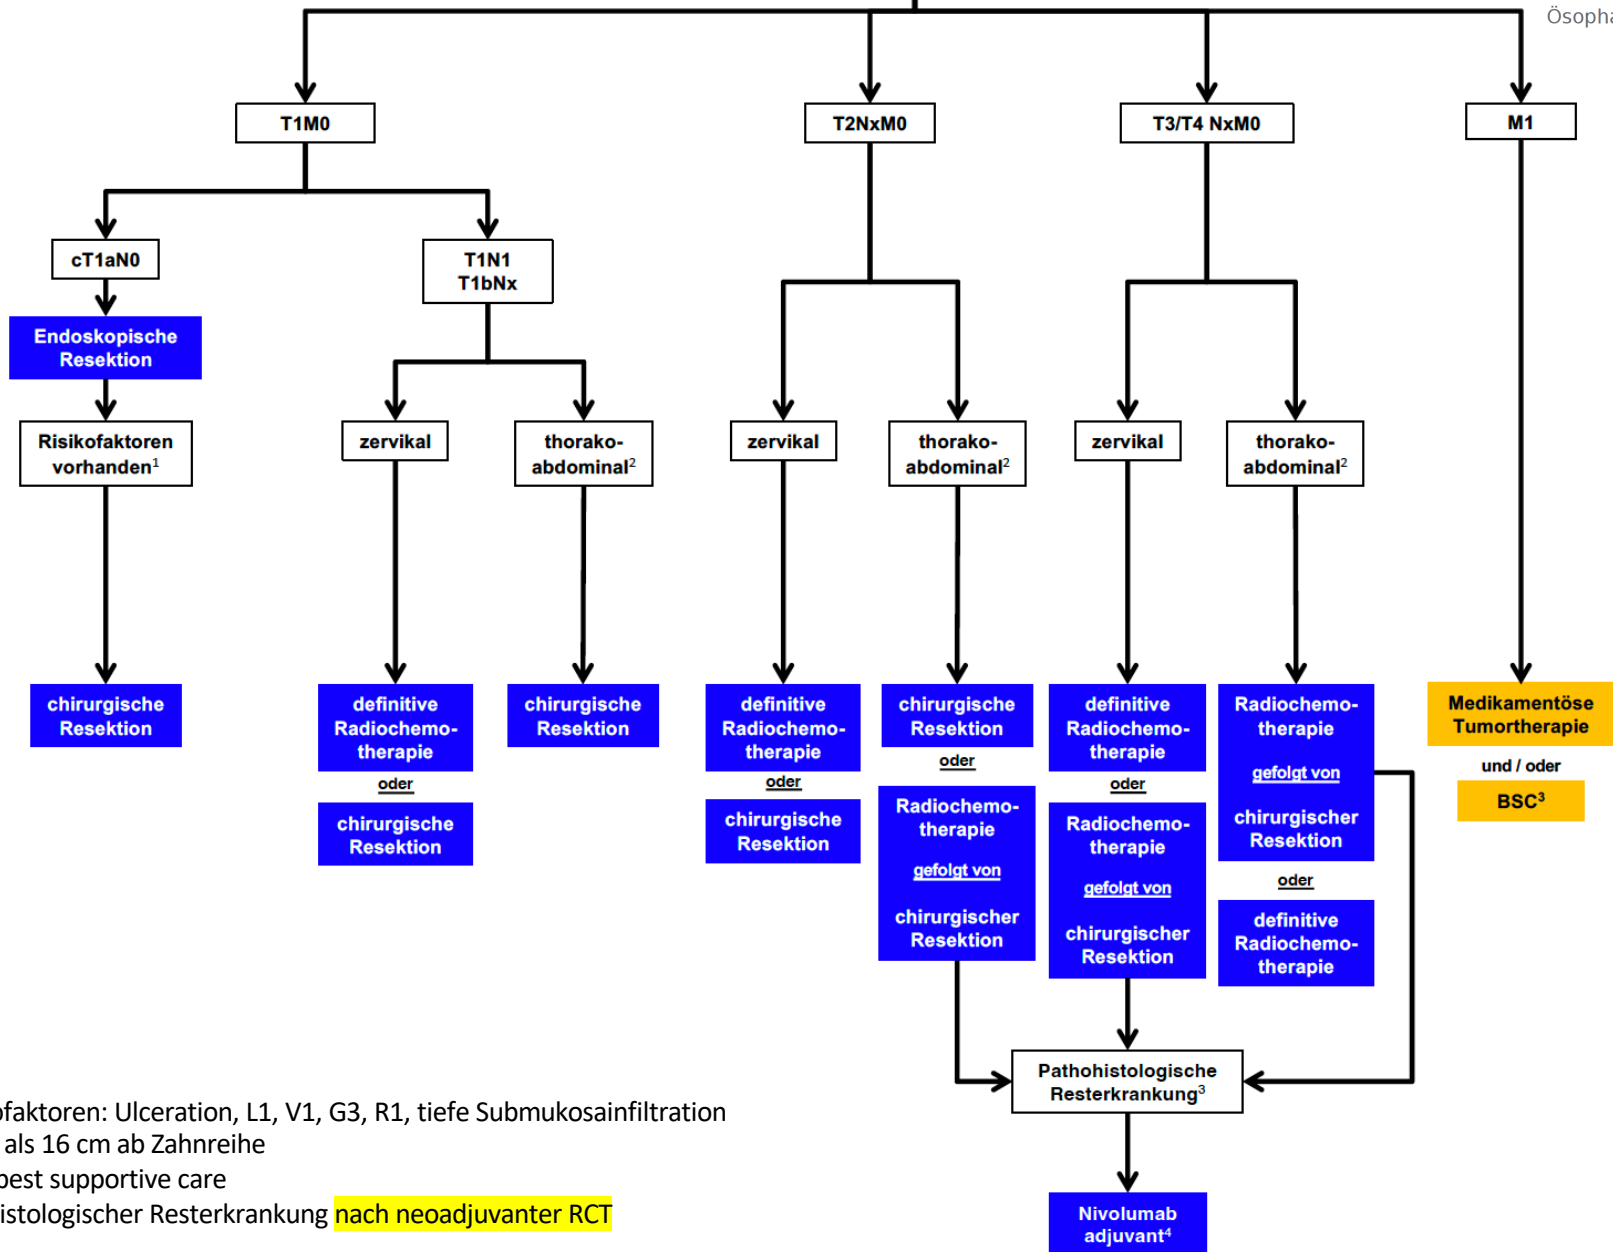 T1M0
T2NxM0
T3/T4 NxM0
M1
cT1aN0
T1N1
T1bNx
Endoskopische
Resektion
Risikofaktoren
vorhanden¹
zervikal
thorako-
abdominal²
zervikal
thorako-
abdominal²
zervikal
thorako-
abdominal²
chirurgische
Resektion
definitive
Radiochemo-
therapie
oder
chirurgische
Resektion
chirurgische
Resektion
definitive
Radiochemo-
therapie
oder
chirurgische
Resektion
chirurgische
Resektion
oder
Radiochemo-
therapie
gefolgt von
chirurgischer
Resektion
definitive
Radiochemo-
therapie
oder
Radiochemo-
therapie
gefolgt von
chirurgischer
Resektion
Radiochemo-
therapie
gefolgt von
chirurgischer
Resektion
oder
definitive
Radiochemo-
therapie
Medikamentöse
Tumortherapie
und / oder
BSC³
Pathohistologische
Resterkrankung³
Nivolumab
adjuvant⁴
ofaktoren: Ulceration, L1, V1, G3, R1, tiefe Submukosainfiltration
als 16 cm ab Zahnreihe
best supportive care
istologischer Resterkrankung nach neoadjuvanter RCT
Ösopha